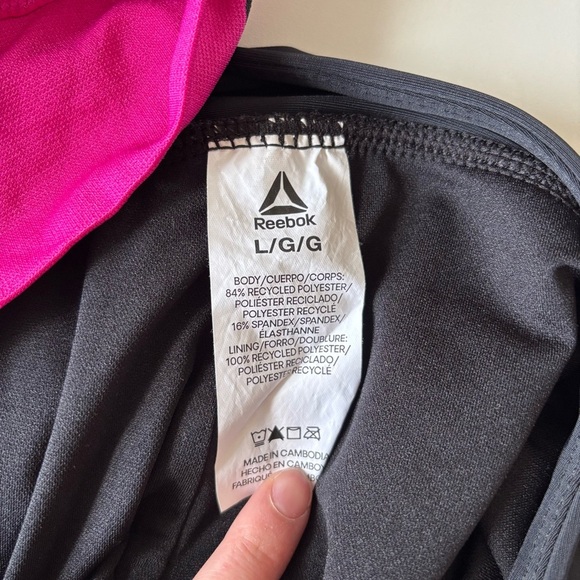 Reebok
L/G/G
BODY/CUERPO/CORPS:
84% RECYCLED POLYESTER/
POLIÉSTER RECICLADO/
POLYESTER RECYCLÉ
16% SPANDEX/SPANDEX/
ÉLASTHANNE
LINING/FORRO/DOUBLURE:
100% RECYCLED POLYESTER/
POLIÉSTER RECICLADO/
POLYESTER RECYCLÉ
MADE IN CAMBODIA
HECHO EN